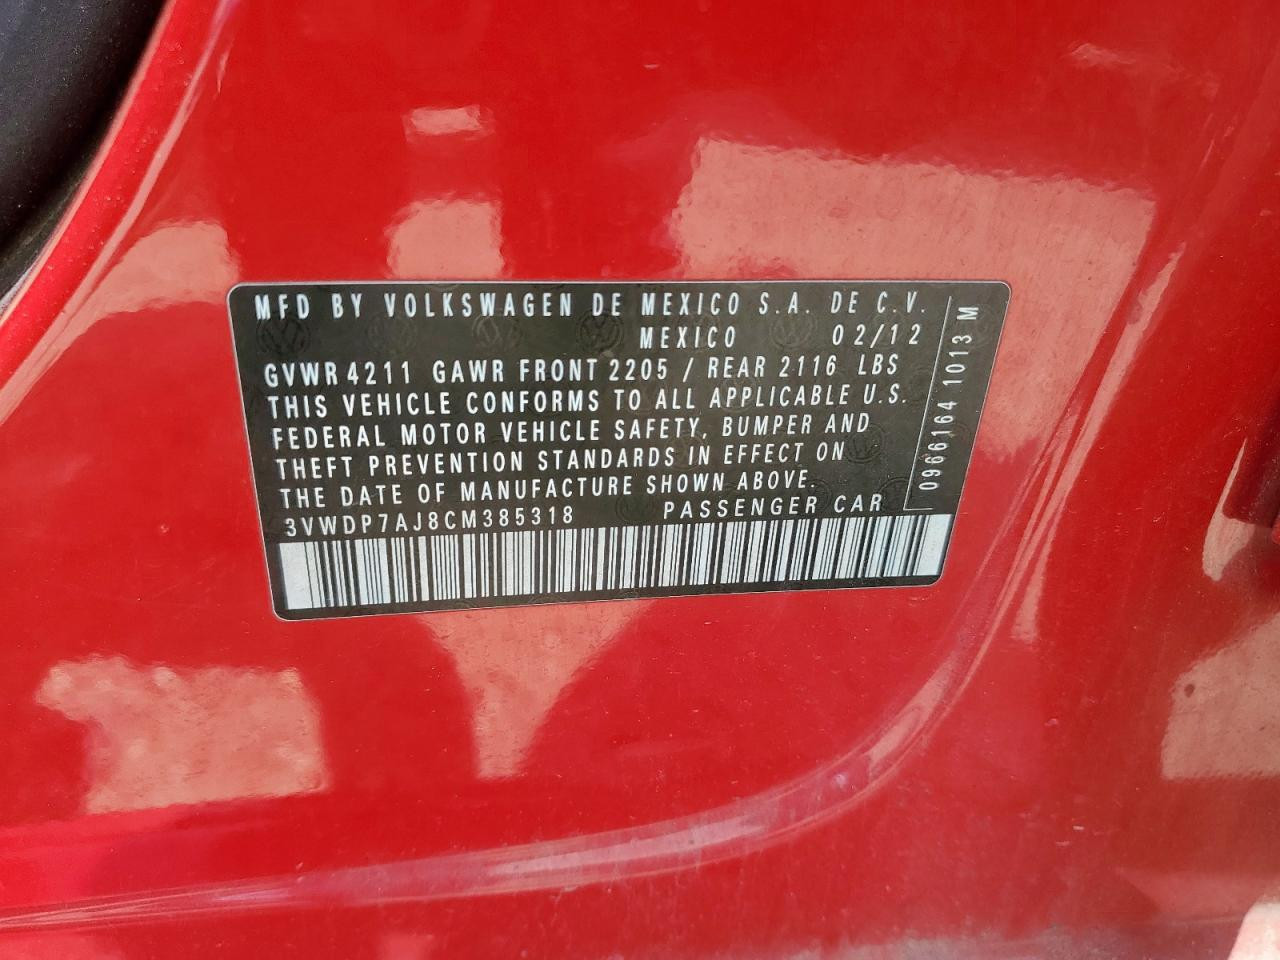 MFD BY VOLKSWAGEN DE MEXICO S.A. DE C.V.
MEXICO 02/12
GVWR 4211 GAWR FRONT 2205 / REAR 2116 LBS
THIS VEHICLE CONFORMS TO ALL APPLICABLE U.S.
FEDERAL MOTOR VEHICLE SAFETY, BUMPER AND
THEFT PREVENTION STANDARDS IN EFFECT ON
THE DATE OF MANUFACTURE SHOWN ABOVE.
3VWDP7AJ8CM385318 PASSENGER CAR
0966164 1013 M